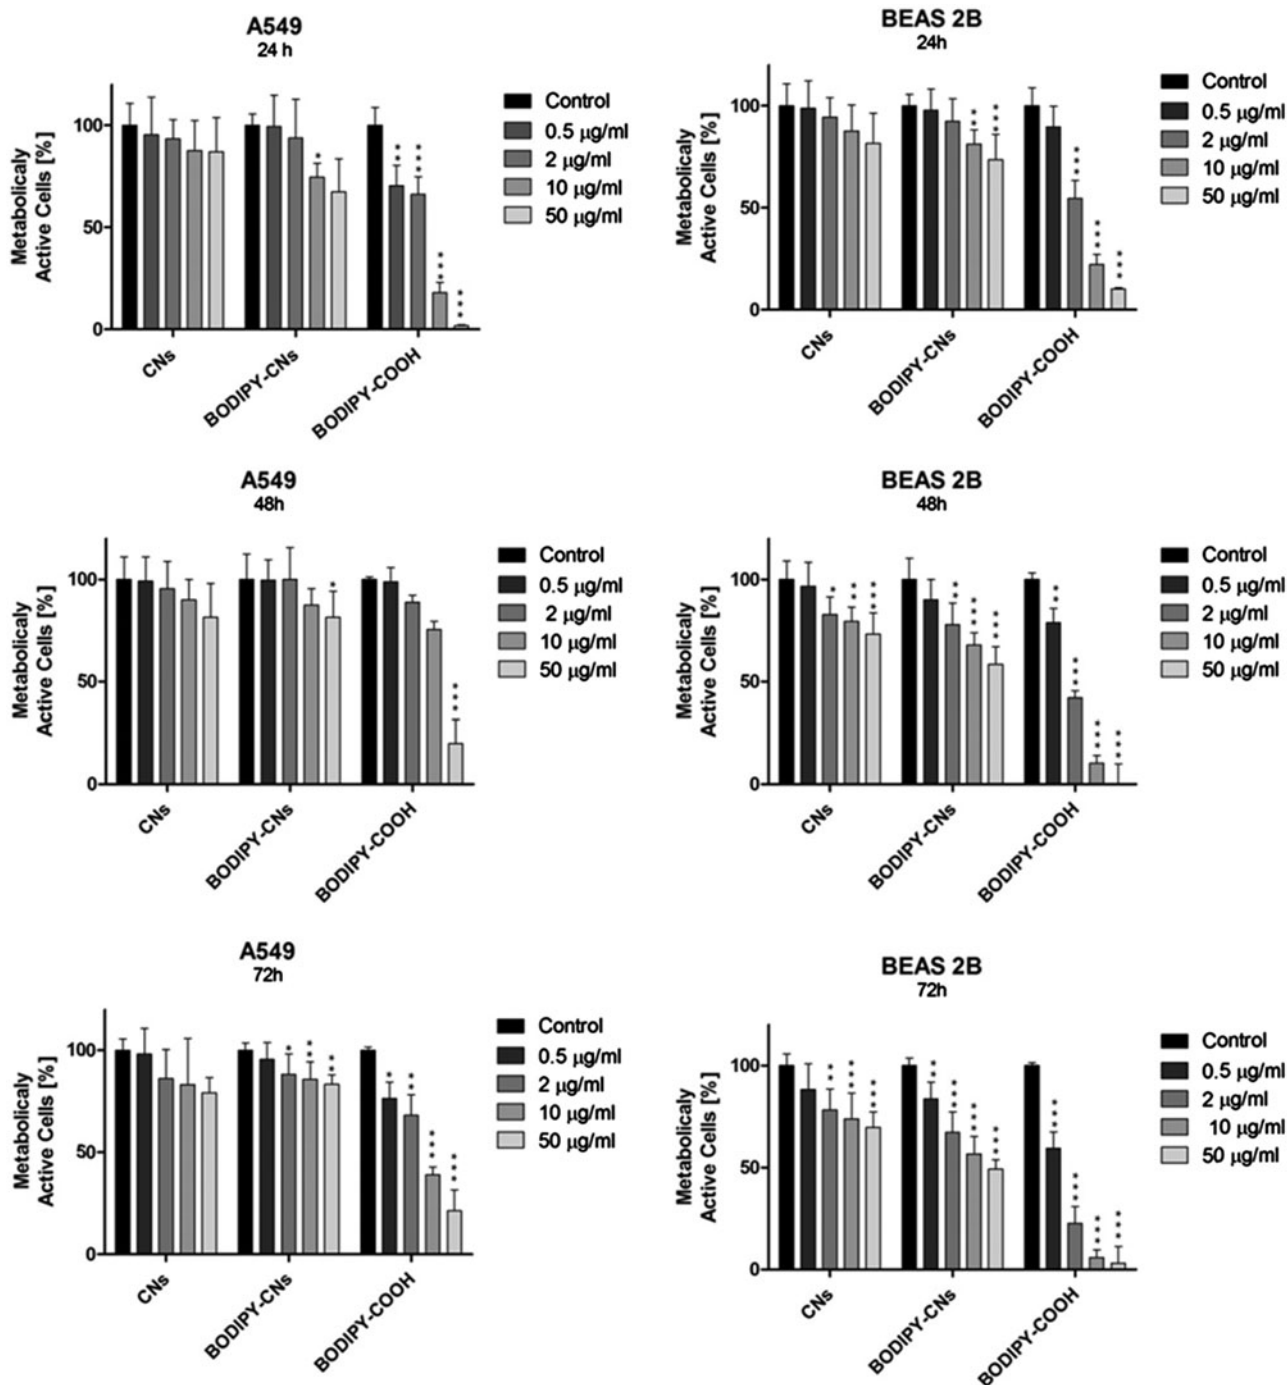 A549
24 h
Metabolicaly
Active Cells [%]
100
50
0
* ** *** *** ***
CNs
BODIPY-CNs
BODIPY-COOH
Control
0.5 µg/ml
2 µg/ml
10 µg/ml
50 µg/ml
BEAS 2B
24h
Metabolicaly
Active Cells [%]
100
50
0
** *** *** *** ***
CNs
BODIPY-CNs
BODIPY-COOH
Control
0.5 µg/ml
2 µg/ml
10 µg/ml
50 µg/ml
A549
48h
Metabolicaly
Active Cells [%]
100
50
0
* ***
CNs
BODIPY-CNs
BODIPY-COOH
Control
0.5 µg/ml
2 µg/ml
10 µg/ml
50 µg/ml
BEAS 2B
48h
Metabolicaly
Active Cells [%]
100
50
0
* ** *** ** *** *** ** *** *** ***
CNs
BODIPY-CNs
BODIPY-COOH
Control
0.5 µg/ml
2 µg/ml
10 µg/ml
50 µg/ml
A549
72h
Metabolicaly
Active Cells [%]
100
50
0
* ** ** * ** *** ***
CNs
BODIPY-CNs
BODIPY-COOH
Control
0.5 µg/ml
2 µg/ml
10 µg/ml
50 µg/ml
BEAS 2B
72h
Metabolicaly
Active Cells [%]
100
50
0
** *** *** ** *** *** *** *** *** *** ***
CNs
BODIPY-CNs
BODIPY-COOH
Control
0.5 µg/ml
2 µg/ml
10 µg/ml
50 µg/ml